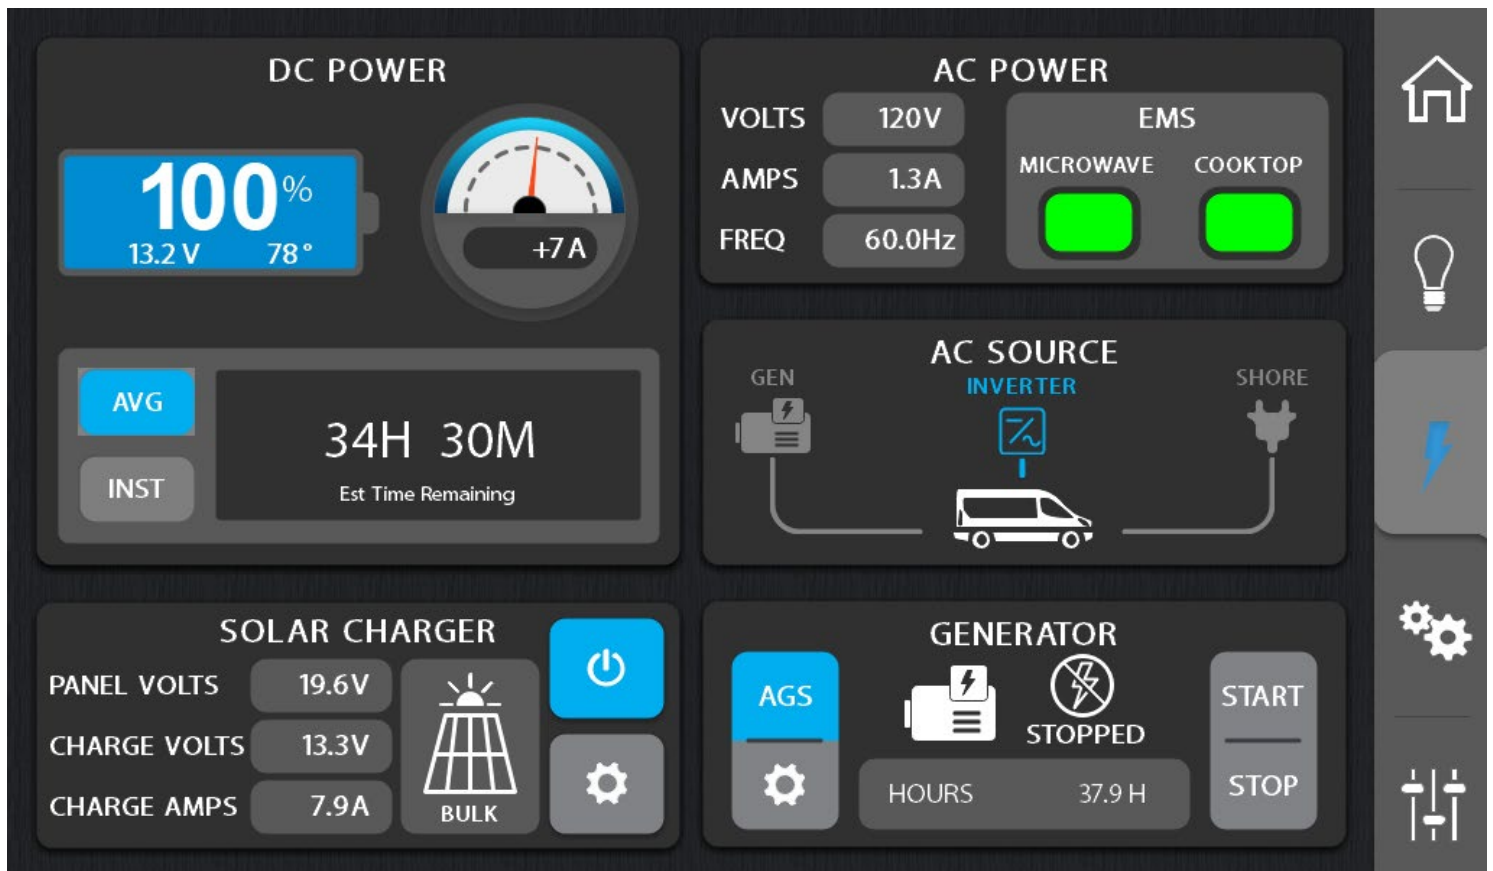 DC POWER
100%
13.2 V 78°
+7 A
AVG
INST
34H 30M
Est Time Remaining
AC POWER
VOLTS 120V
AMPS 1.3A
FREQ 60.0Hz
EMS
MICROWAVE COOKTOP
AC SOURCE
GEN
INVERTER
SHORE
SOLAR CHARGER
PANEL VOLTS 19.6V
CHARGE VOLTS 13.3V
CHARGE AMPS 7.9A
BULK
GENERATOR
AGS
STOPPED
HOURS 37.9 H
START
STOP